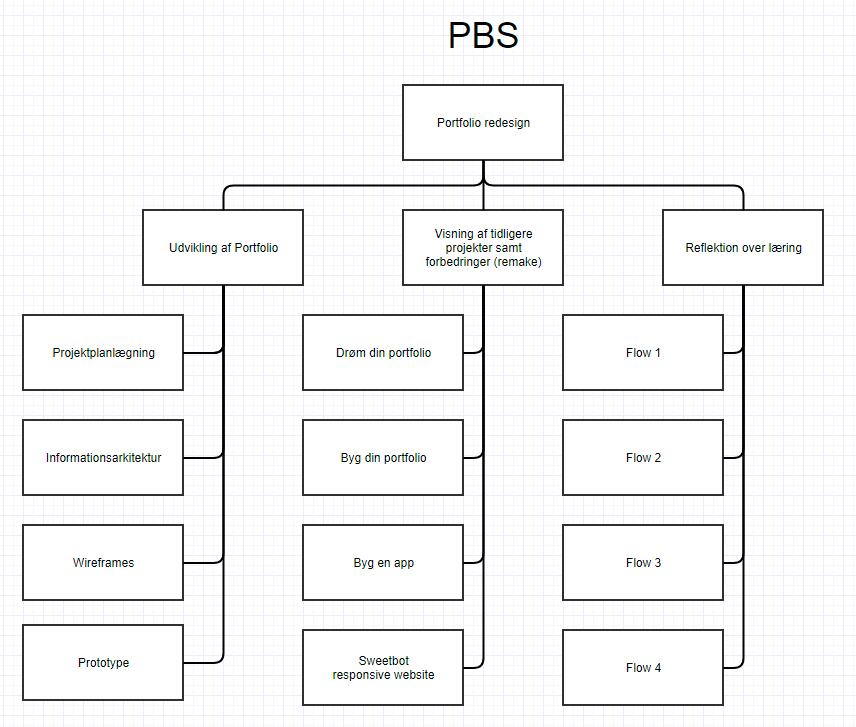 PBS
Portfolio redesign
Udvikling af Portfolio
Visning af tidligere
projekter samt
forbedringer (remake)
Reflektion over læring
Projektplanlægning
Drøm din portfolio
Flow 1
Informationsarkitektur
Byg din portfolio
Flow 2
Wireframes
Byg en app
Flow 3
Prototype
Sweetbot
responsive website
Flow 4